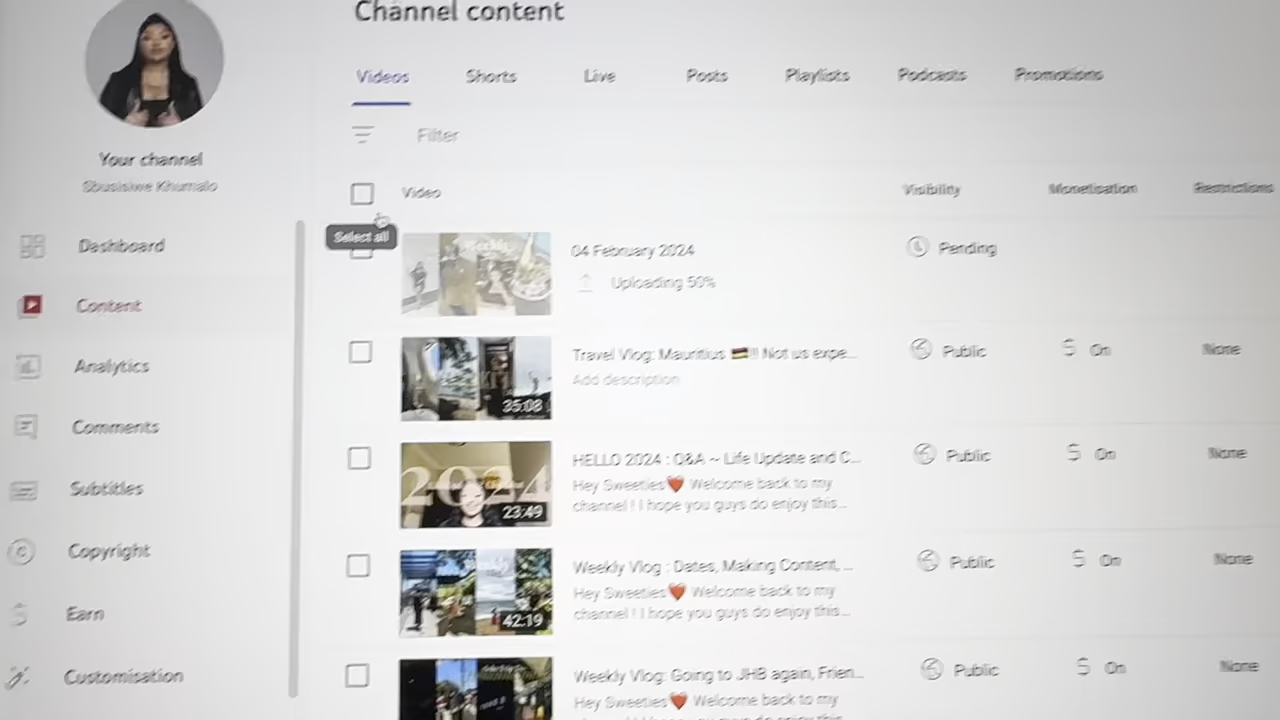 Channel content
Videos Shorts Live Posts Playlists Podcasts Promotions
Filter
Your channel
Sbusisiwe Khumalo
Video Visibility Monetisation Restrictions
Select all
Dashboard
Content
Analytics
Comments
Subtitles
Copyright
Earn
Customisation
04 February 2024 Pending
Uploading 50%
Travel Vlog: Mauritius 🇲🇺!! Not us expe... Public On None
Add description
35:08
HELLO 2024 : Q&A ~ Life Update and C... Public On None
Hey Sweeties❤️ Welcome back to my
channel ! I hope you guys do enjoy this...
2024
23:49
Weekly Vlog : Dates, Making Content, ... Public On None
Hey Sweeties❤️ Welcome back to my
channel ! I hope you guys do enjoy this...
42:19
Weekly Vlog: Going to JHB again, Frien... Public On None
Hey Sweeties❤️ Welcome back to my